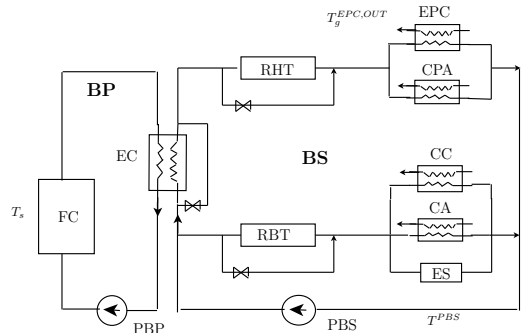 T_g^{EPC,OUT}
EPC
RHT
CPA
BP
EC
BS
CC
CA
T_s
FC
RBT
ES
PBP
PBS
T^{PBS}